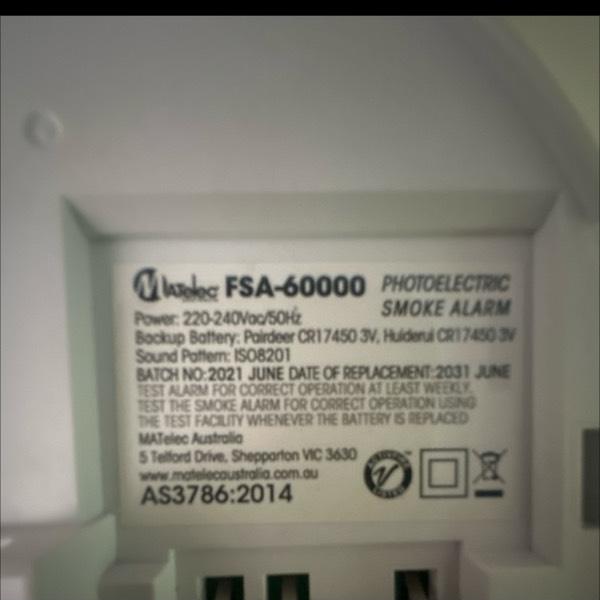 MATelec FSA-60000 PHOTOELECTRIC SMOKE ALARM
Power: 220-240Vac/50Hz
Backup Battery: Pairdeer CR17450 3V, Huiderui CR17450 3V
Sound Pattern: ISO8201
BATCH NO:2021 JUNE DATE OF REPLACEMENT:2031 JUNE
TEST ALARM FOR CORRECT OPERATION AT LEAST WEEKLY.
TEST THE SMOKE ALARM FOR CORRECT OPERATION USING
THE TEST FACILITY WHENEVER THE BATTERY IS REPLACED
MATelec Australia
5 Telford Drive, Shepparton VIC 3630
www.matelecaustralia.com.au
AS3786:2014